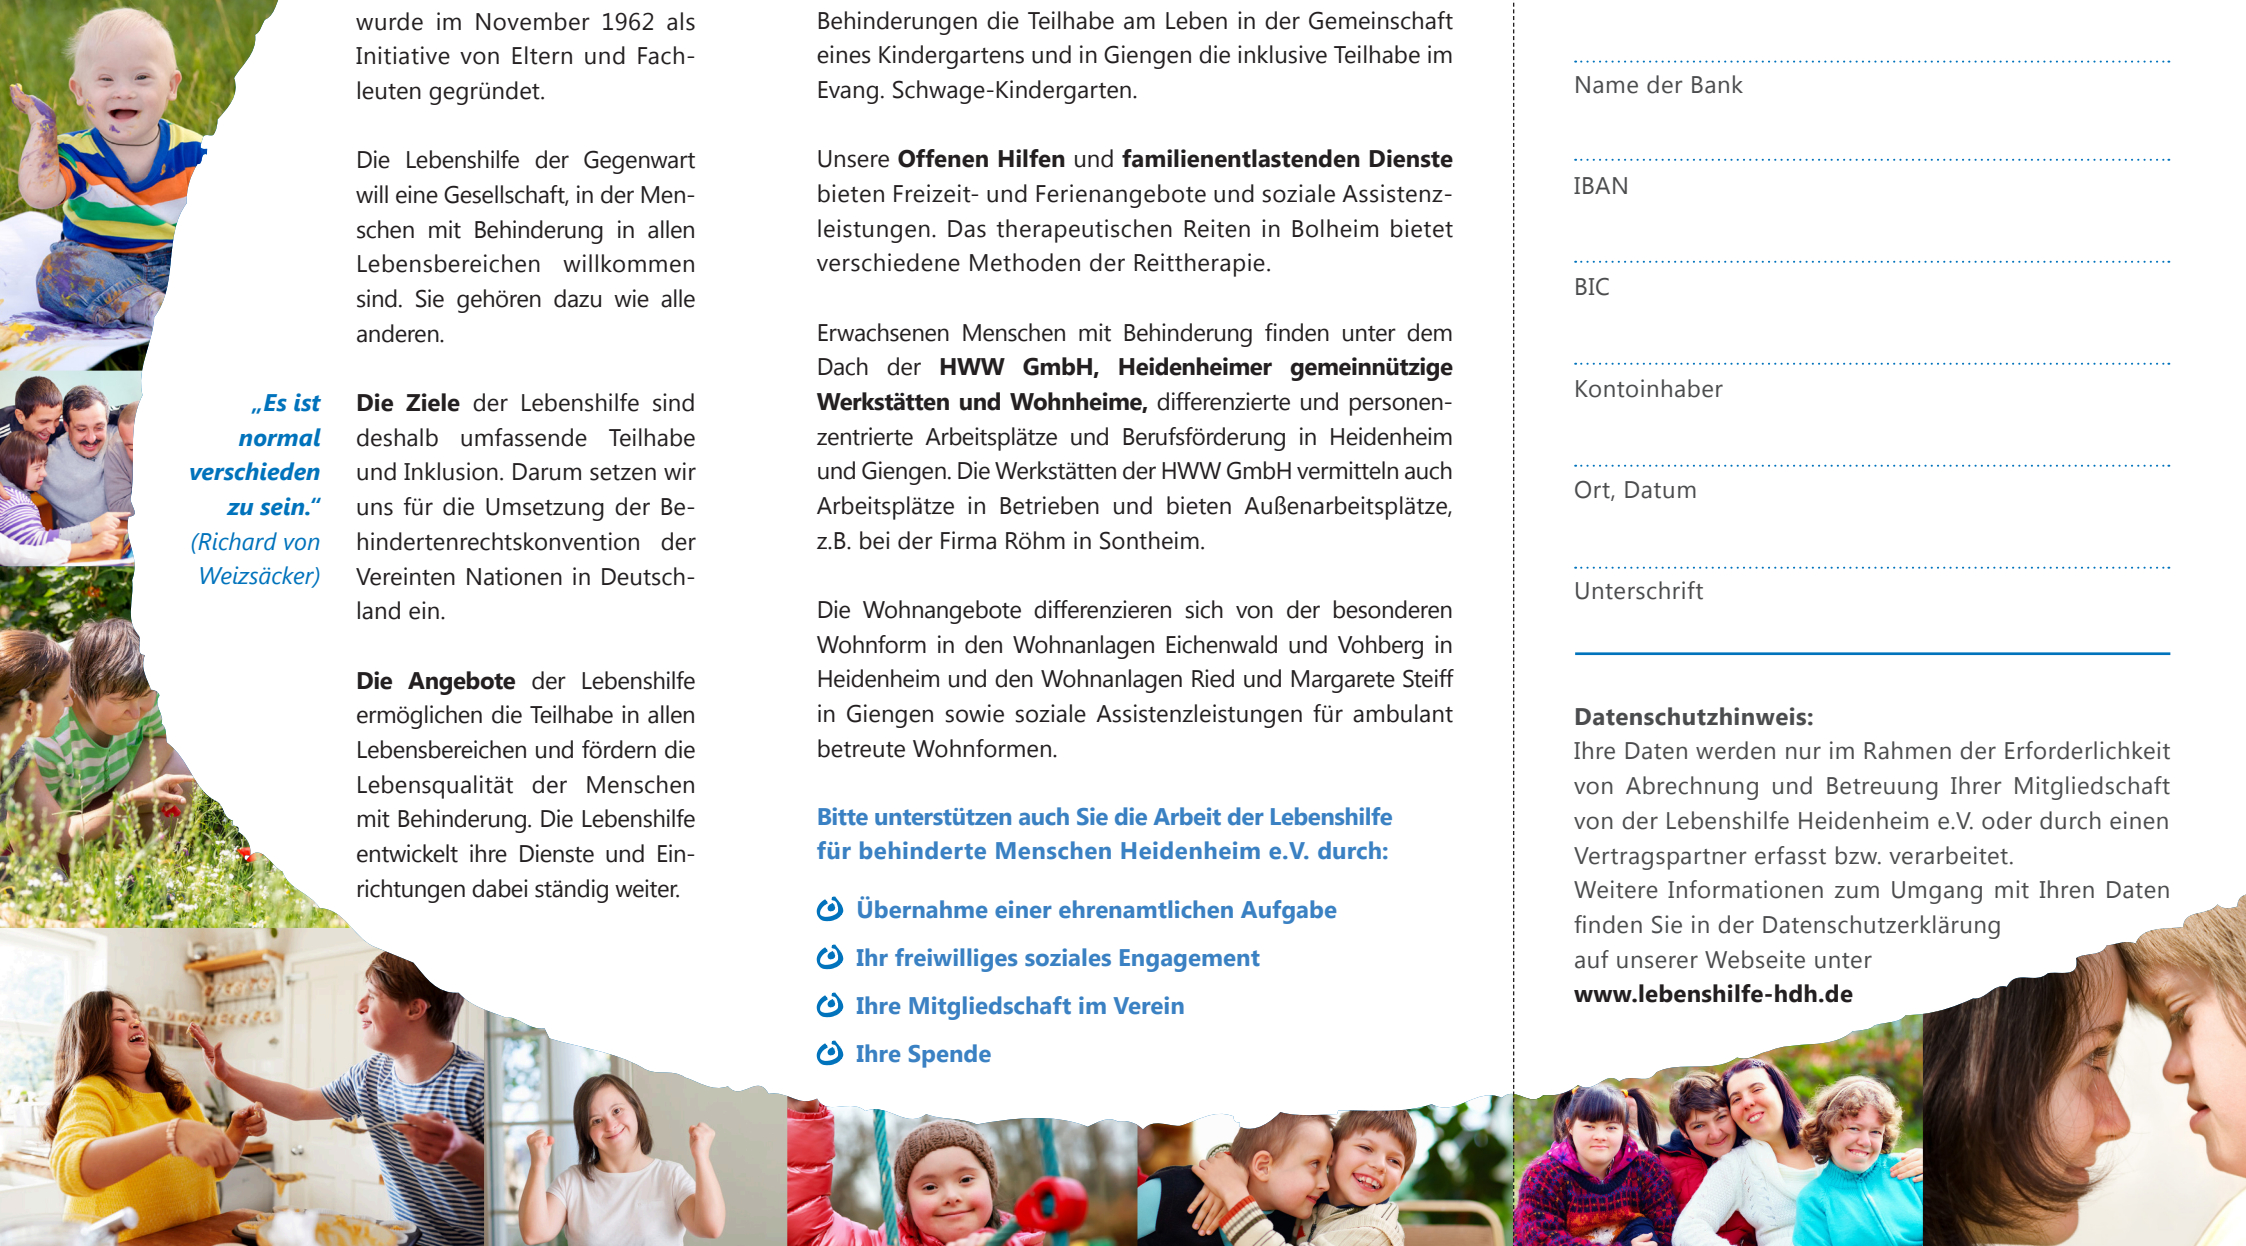 wurde im November 1962 als
Initiative von Eltern und Fach-
leuten gegründet.
Die Lebenshilfe der Gegenwart
will eine Gesellschaft, in der Men-
schen mit Behinderung in allen
Lebensbereichen willkommen
sind. Sie gehören dazu wie alle
anderen.
„Es ist
normal
verschieden
zu sein.“
(Richard von
Weizsäcker)
Die Ziele der Lebenshilfe sind
deshalb umfassende Teilhabe
und Inklusion. Darum setzen wir
uns für die Umsetzung der Be-
hindertenrechtskonvention der
Vereinten Nationen in Deutsch-
land ein.
Die Angebote der Lebenshilfe
ermöglichen die Teilhabe in allen
Lebensbereichen und fördern die
Lebensqualität der Menschen
mit Behinderung. Die Lebenshilfe
entwickelt ihre Dienste und Ein-
richtungen dabei ständig weiter.
Behinderungen die Teilhabe am Leben in der Gemeinschaft
eines Kindergartens und in Giengen die inklusive Teilhabe im
Evang. Schwage-Kindergarten.
Unsere Offenen Hilfen und familienentlastenden Dienste
bieten Freizeit- und Ferienangebote und soziale Assistenz-
leistungen. Das therapeutischen Reiten in Bolheim bietet
verschiedene Methoden der Reittherapie.
Erwachsenen Menschen mit Behinderung finden unter dem
Dach der HWW GmbH, Heidenheimer gemeinnützige
Werkstätten und Wohnheime, differenzierte und personen-
zentrierte Arbeitsplätze und Berufsförderung in Heidenheim
und Giengen. Die Werkstätten der HWW GmbH vermitteln auch
Arbeitsplätze in Betrieben und bieten Außenarbeitsplätze,
z.B. bei der Firma Röhm in Sontheim.
Die Wohnangebote differenzieren sich von der besonderen
Wohnform in den Wohnanlagen Eichenwald und Vohberg in
Heidenheim und den Wohnanlagen Ried und Margarete Steiff
in Giengen sowie soziale Assistenzleistungen für ambulant
betreute Wohnformen.
Bitte unterstützen auch Sie die Arbeit der Lebenshilfe
für behinderte Menschen Heidenheim e.V. durch:
Übernahme einer ehrenamtlichen Aufgabe
Ihr freiwilliges soziales Engagement
Ihre Mitgliedschaft im Verein
Ihre Spende
Name der Bank
IBAN
BIC
Kontoinhaber
Ort, Datum
Unterschrift
Datenschutzhinweis:
Ihre Daten werden nur im Rahmen der Erforderlichkeit
von Abrechnung und Betreuung Ihrer Mitgliedschaft
von der Lebenshilfe Heidenheim e.V. oder durch einen
Vertragspartner erfasst bzw. verarbeitet.
Weitere Informationen zum Umgang mit Ihren Daten
finden Sie in der Datenschutzerklärung
auf unserer Webseite unter
www.lebenshilfe-hdh.de